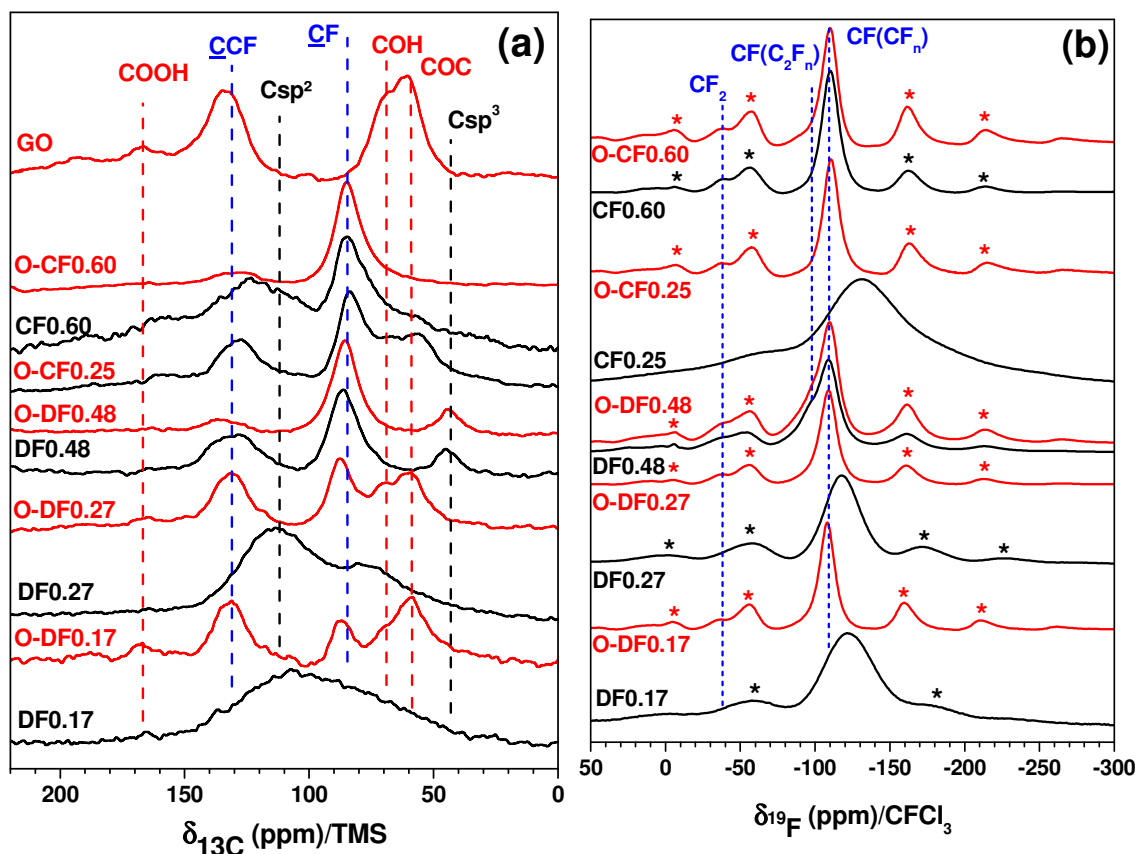 (a)
CCF
CF
COH
COOH
COC
Csp²
Csp³
GO
O-CF0.60
CF0.60
O-CF0.25
O-DF0.48
DF0.48
O-DF0.27
DF0.27
O-DF0.17
DF0.17
200 150 100 50 0
δ13C (ppm)/TMS
(b)
CF(CFn)
CF(C2Fn)
CF2
* * * *
O-CF0.60
* * * *
CF0.60
* * * *
O-CF0.25
CF0.25
O-DF0.48
* * * *
DF0.48
* * * *
O-DF0.27
* * * *
DF0.27
* * * *
O-DF0.17
* *
DF0.17
50 0 -50 -100 -150 -200 -250 -300
δ19F (ppm)/CFCl3